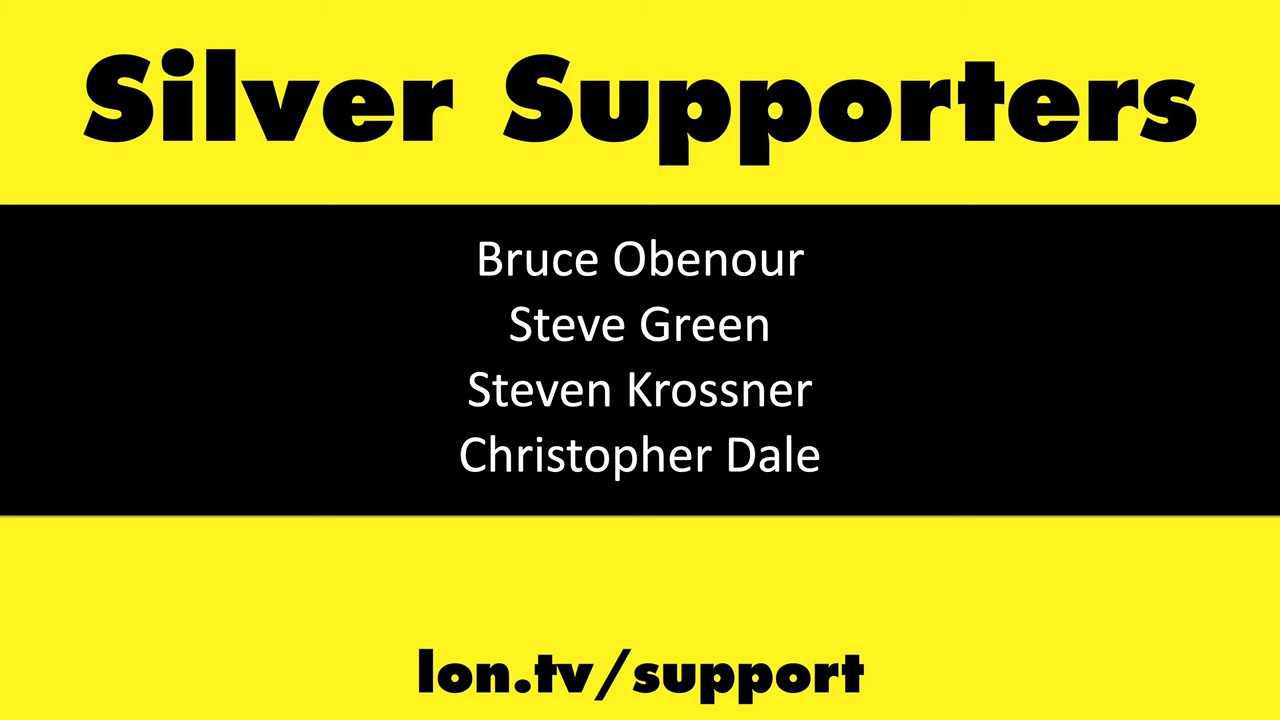 Silver Supporters
Bruce Obenour
Steve Green
Steven Krossner
Christopher Dale
lon.tv/support